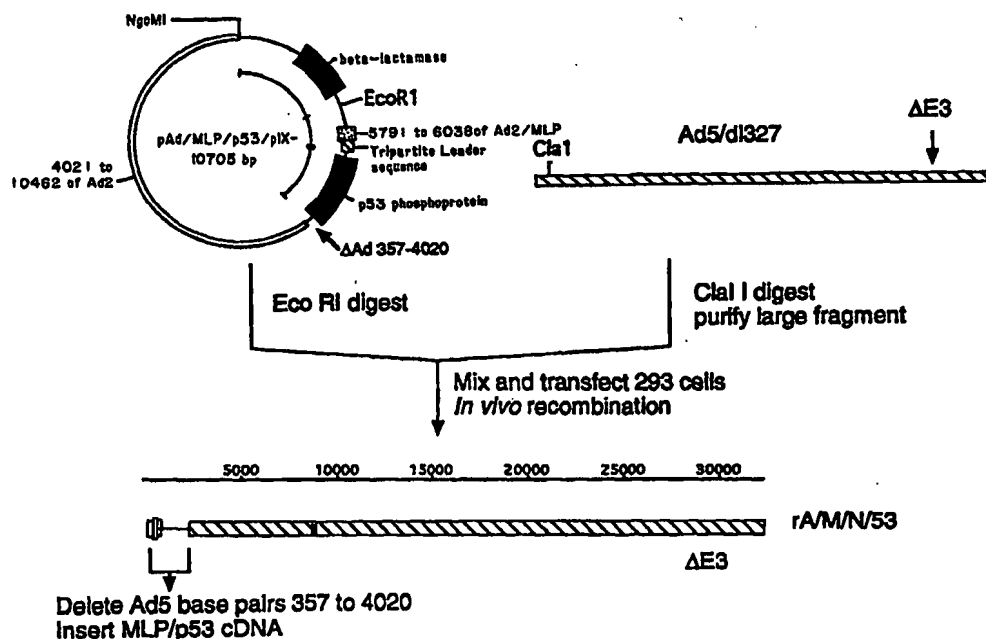 NgoMI
beta-lactamase
EcoR1
pAd/MLP/p53/pIX-
10705 bp
5791 to 6038of Ad2/MLP
Tripartite Leader
sequence
4021 to
10462 of Ad2
p53 phosphoprotein
ΔAd 357-4020
Ad5/dl327
ΔE3
Cla1
Eco RI digest
ClaI I digest
purify large fragment
Mix and transfect 293 cells
In vivo recombination
5000 10000 15000 20000 25000 30000
rA/M/N/53
ΔE3
Delete Ad5 base pairs 357 to 4020
Insert MLP/p53 cDNA